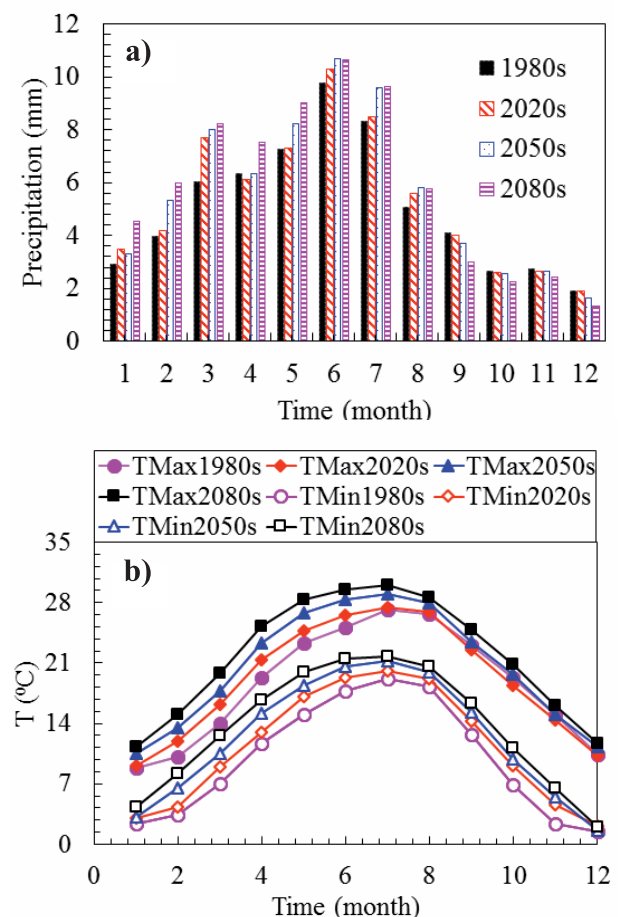 a)
12
10
8
6
4
2
0
Precipitation (mm)
1980s
2020s
2050s
2080s
1 2 3 4 5 6 7 8 9 10 11 12
Time (month)
TMax1980s TMax2020s TMax2050s
TMax2080s TMin1980s TMin2020s
TMin2050s TMin2080s
b)
35
28
21
14
7
0
T (ºC)
0 2 4 6 8 10 12
Time (month)